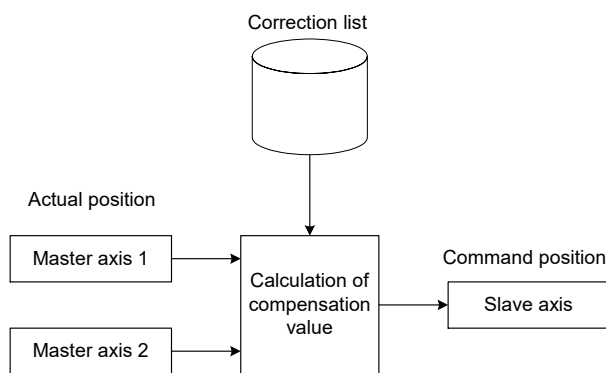 Correction list
Actual position
Master axis 1
Calculation of
compensation
value
Command position
Slave axis
Master axis 2